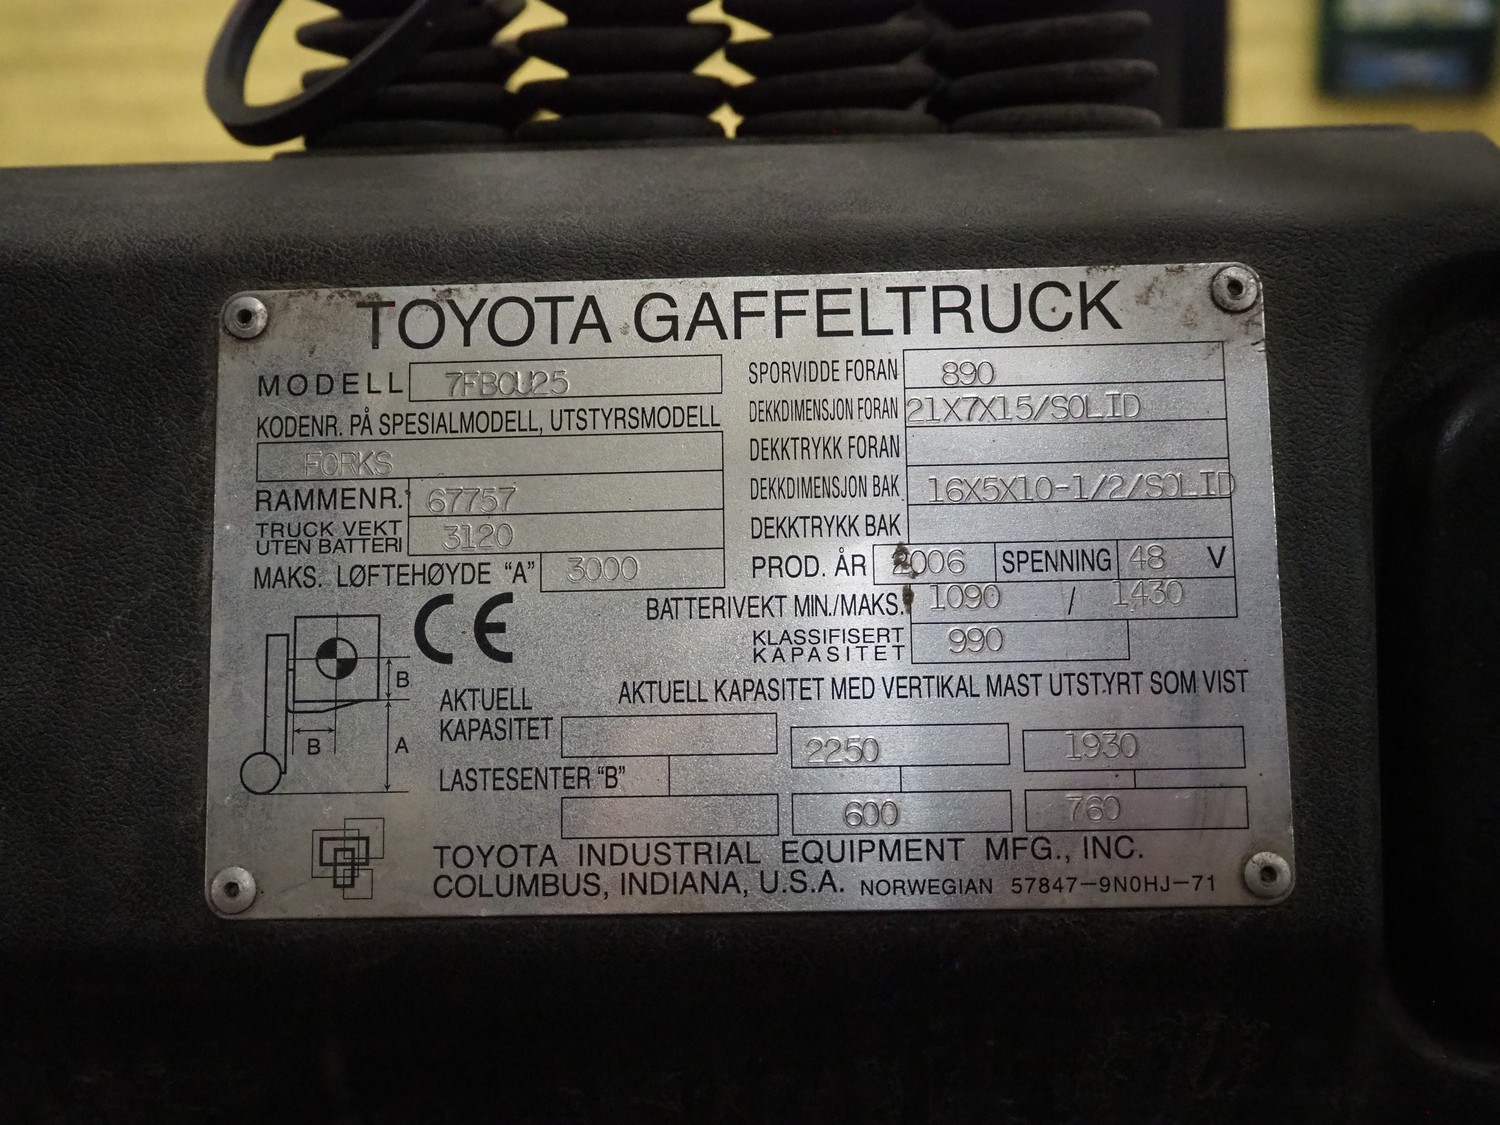 TOYOTA GAFFELTRUCK
MODELL 7FBCU25
KODENR. PÅ SPESIALMODELL, UTSTYRSMODELL
FORKS
RAMMENR. 67757
TRUCK VEKT
UTEN BATTERI 3120
MAKS. LØFTEHØYDE “A” 3000
SPORVIDDE FORAN 890
DEKKDIMENSJON FORAN 21X7X15/SOLID
DEKKTRYKK FORAN
DEKKDIMENSJON BAK 16X5X10-1/2/SOLID
DEKKTRYKK BAK
PROD. ÅR 2006 SPENNING 48 V
BATTERIVEKT MIN./MAKS. 1090 / 1,430
KLASSIFISERT
KAPASITET 990
CE
B
B
A
AKTUELL KAPASITET MED VERTIKAL MAST UTSTYRT SOM VIST
AKTUELL
KAPASITET 2250 1930
LASTESENTER “B”
600 760
TOYOTA INDUSTRIAL EQUIPMENT MFG., INC.
COLUMBUS, INDIANA, U.S.A. NORWEGIAN 57847-9N0HJ-71